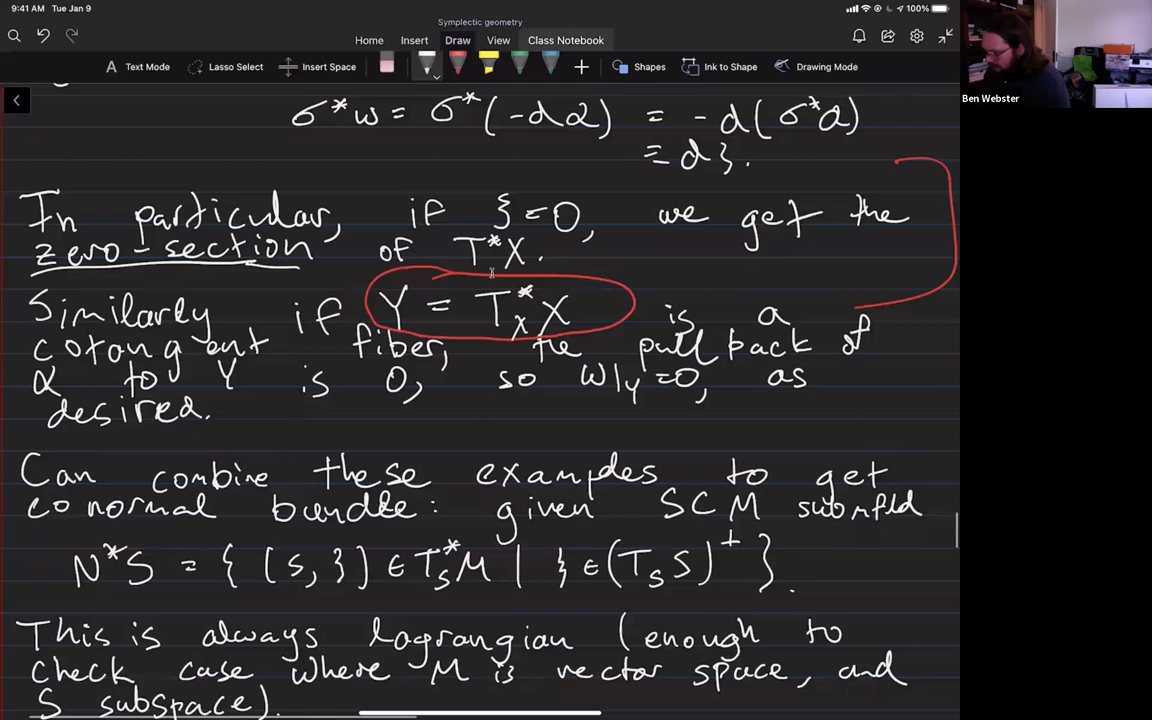 9:41 AM Tue Jan 9
100%
Symplectic geometry
Home Insert Draw View Class Notebook
Text Mode Lasso Select Insert Space Shapes Ink to Shape Drawing Mode
Ben Webster
σ*ω = σ*(-dα) = -d(σ*α)
= dξ.
In particular, if ξ=0, we get the
zero-section of T*X.
Similarly if Y = T*ₓX is a
cotangent fiber, the pullback of
α to Y is 0, so ω|Y=0, as
desired.
Can combine these examples to get
conormal bundle: given S⊂M submfld
N*S = { (s, ξ) ∈ T*ₛM | ξ ∈ (TₛS)^⊥ }.
This is always lagrangian (enough to
check case where M is vector space, and
S subspace).